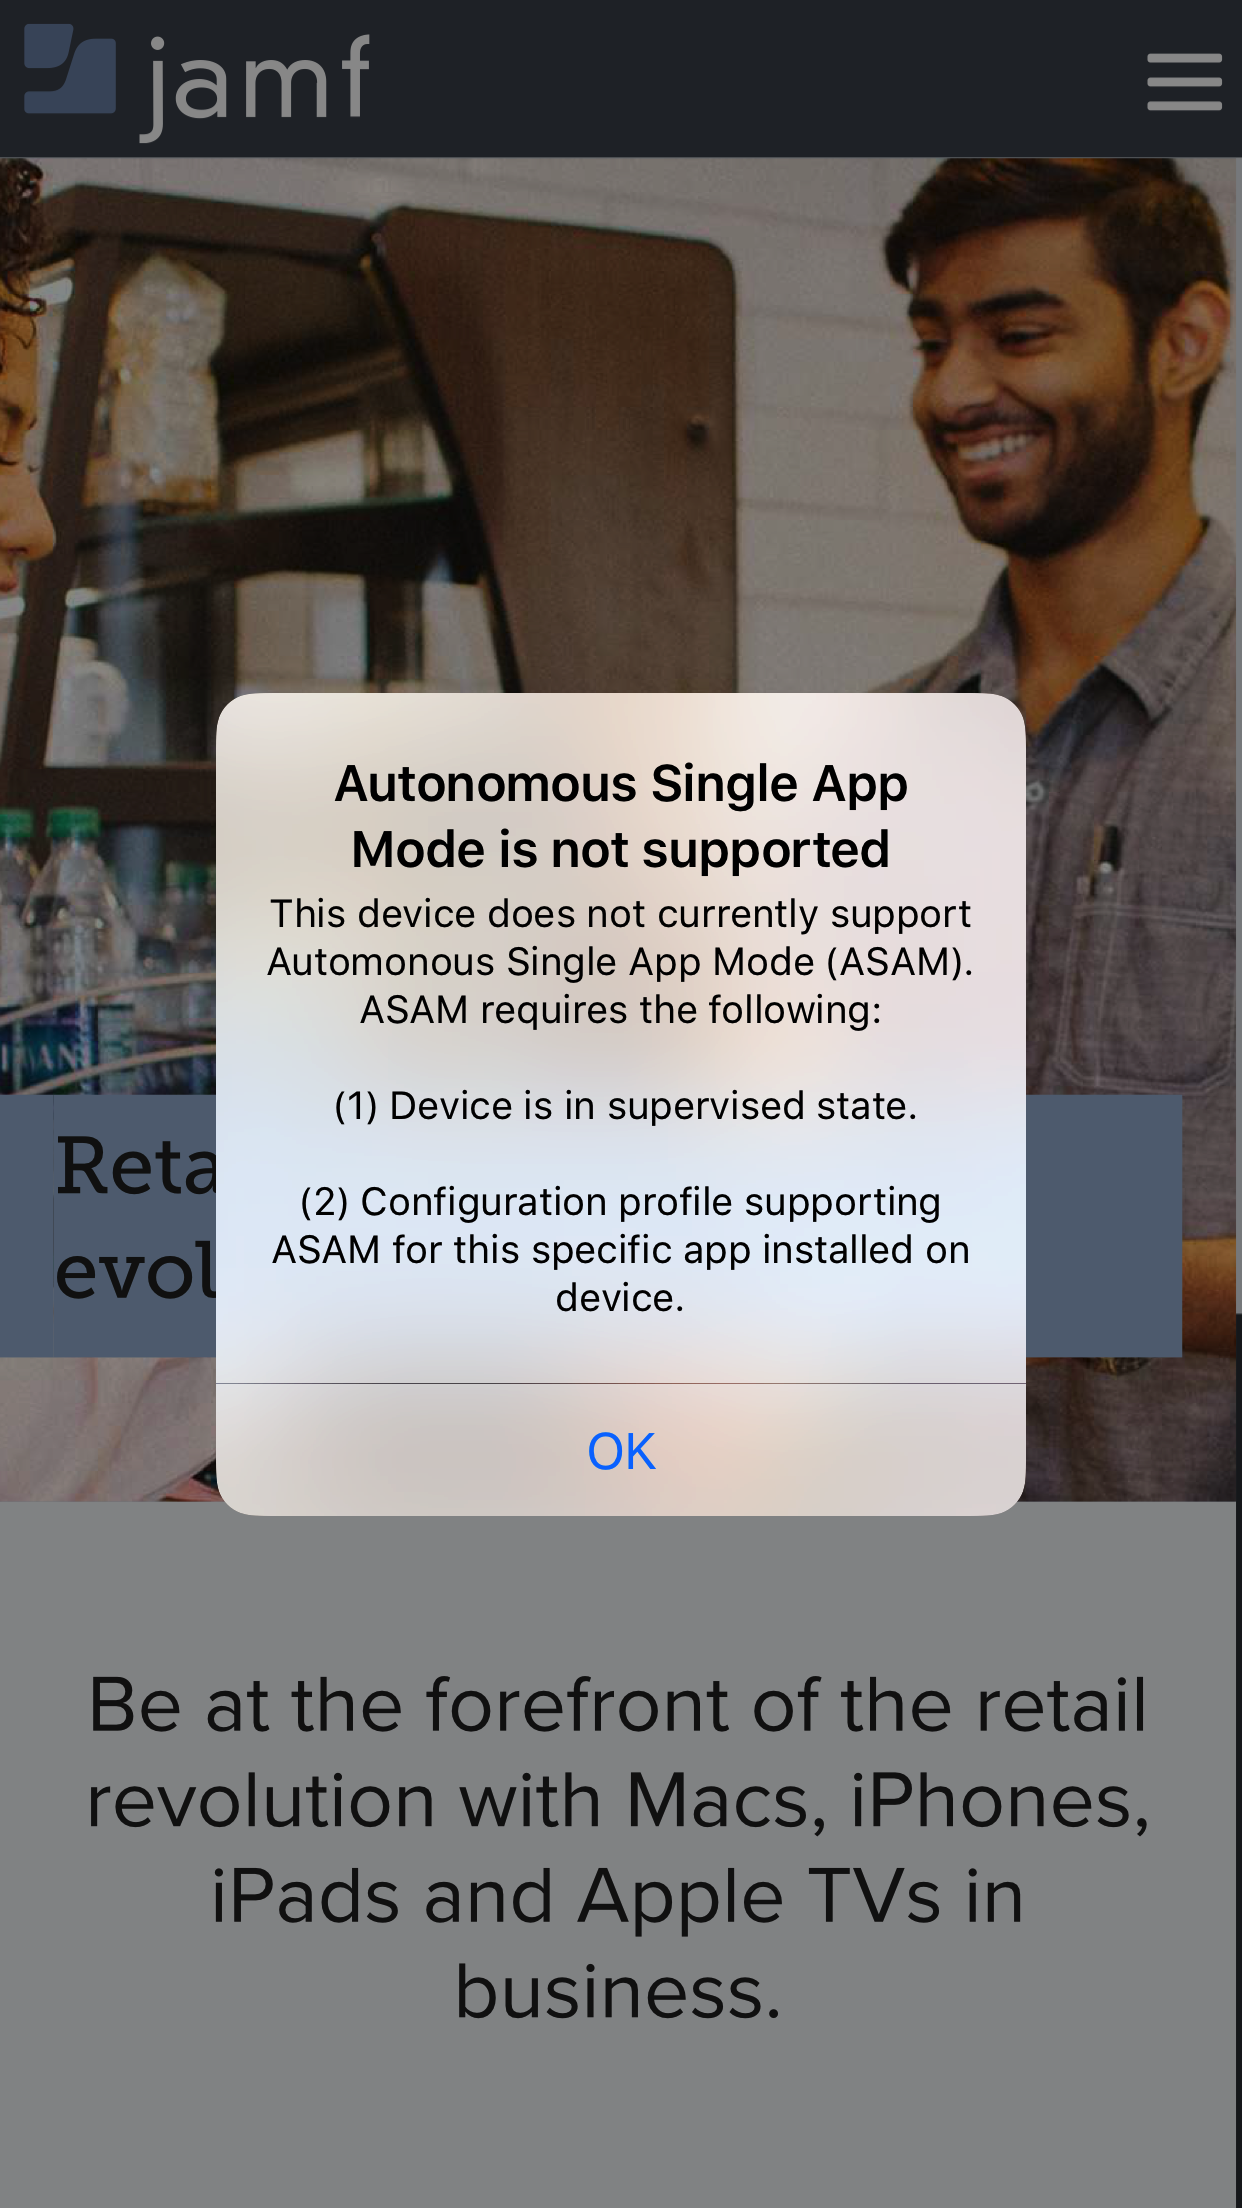 jamf
Autonomous Single App
Mode is not supported
This device does not currently support
Automonous Single App Mode (ASAM).
ASAM requires the following:
(1) Device is in supervised state.
(2) Configuration profile supporting
ASAM for this specific app installed on
device.
OK
Reta
evol
Be at the forefront of the retail
revolution with Macs, iPhones,
iPads and Apple TVs in
business.